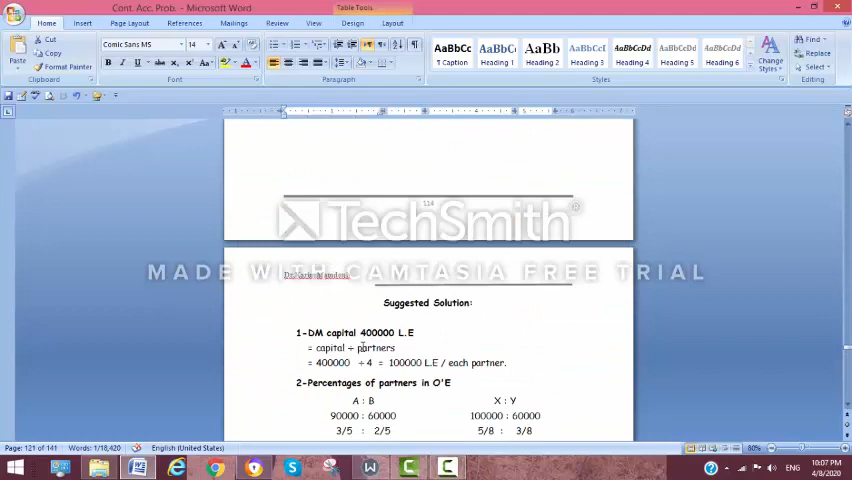 Cont. Acc. Prob. - Microsoft Word
Table Tools
Home Insert Page Layout References Mailings Review View Design Layout
Paste
Cut
Copy
Format Painter
Clipboard
Comic Sans MS 14
Font
Paragraph
AaBbCc AaBbCc AaBb AaBbCcI AaBbCcDd AaBbCcDd AaBbCcDd
¶ Caption Heading 1 Heading 2 Heading 3 Heading 4 Heading 5 Heading 6
Change Styles
Styles
Find
Replace
Select
Editing
114
TechSmith®
MADE WITH CAMTASIA FREE TRIAL
Suggested Solution:
1-DM capital 400000 L.E
= capital ÷ partners
= 400000 ÷ 4 = 100000 L.E / each partner.
2-Percentages of partners in O'E
A : B X : Y
90000 : 60000 100000 : 60000
3/5 : 2/5 5/8 : 3/8
Page: 121 of 141 Words: 1/18,420 English (United States) 80%
ENG
10:07 PM
4/8/2020